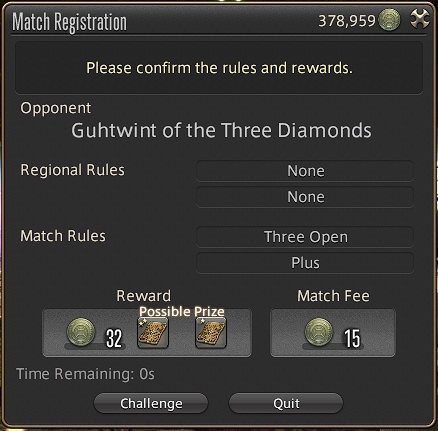 Match Registration 378,959
Please confirm the rules and rewards.
Opponent
Guhtwint of the Three Diamonds
Regional Rules None
None
Match Rules Three Open
Plus
Reward Match Fee
Possible Prize
32 15
Time Remaining: 0s
Challenge Quit